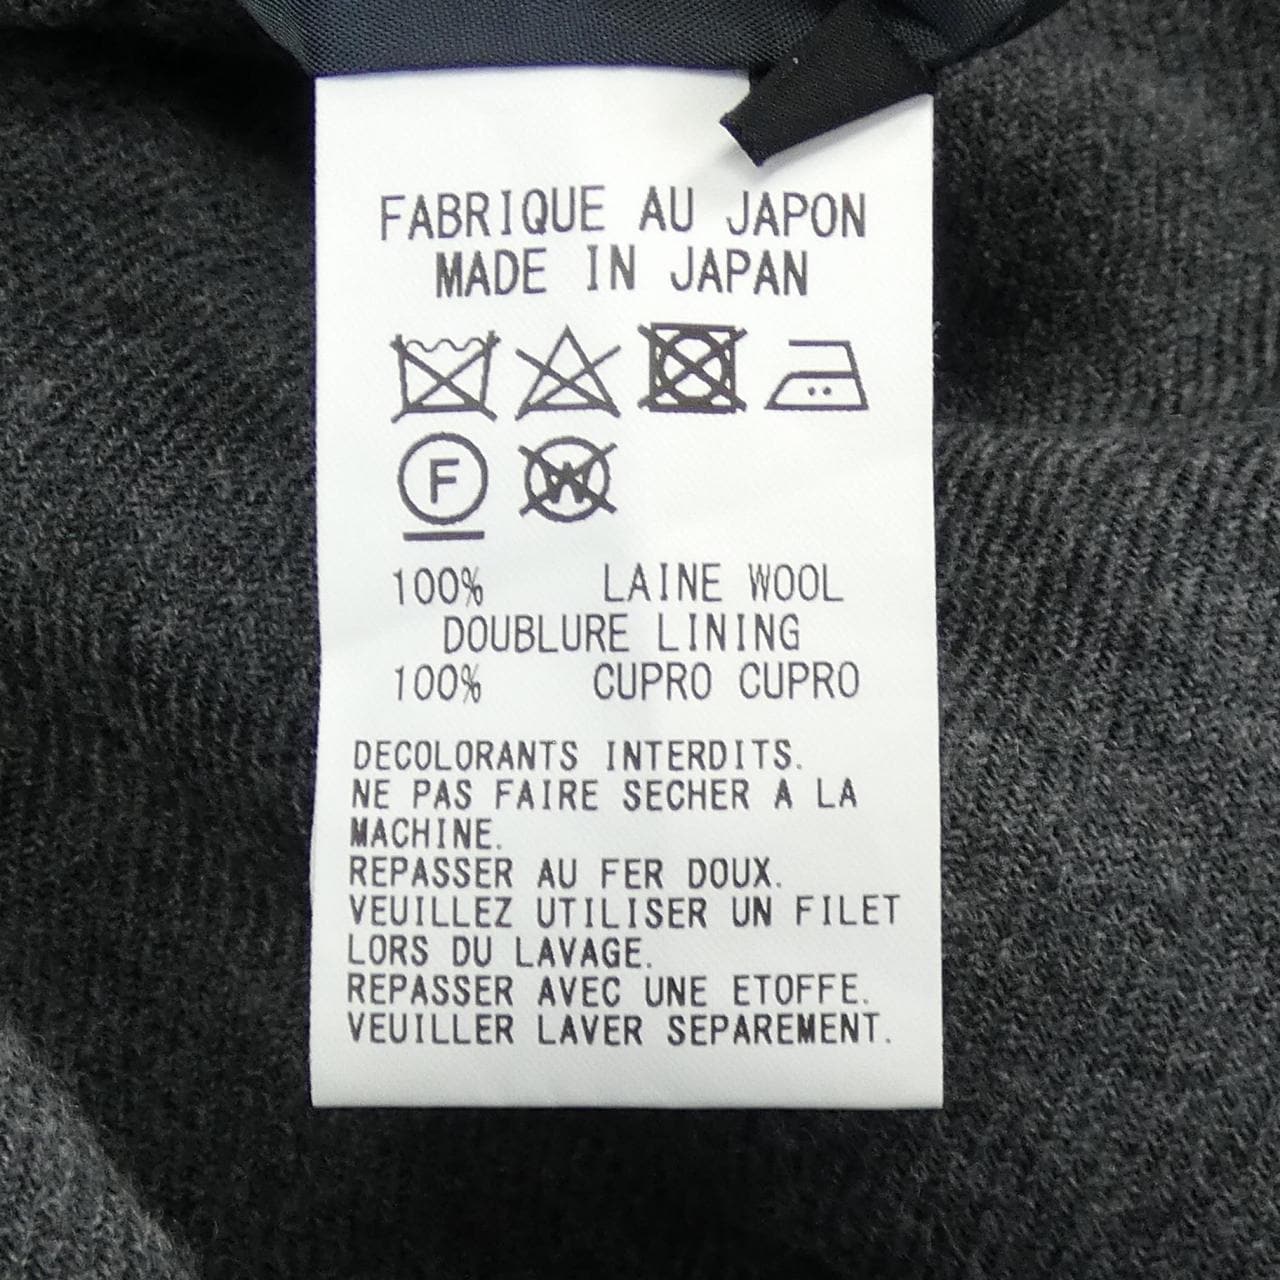 FABRIQUE AU JAPON
MADE IN JAPAN
F W
100% LAINE WOOL
DOUBLURE LINING
100% CUPRO CUPRO
DECOLORANTS INTERDITS.
NE PAS FAIRE SECHER A LA
MACHINE.
REPASSER AU FER DOUX.
VEUILLEZ UTILISER UN FILET
LORS DU LAVAGE.
REPASSER AVEC UNE ETOFFE.
VEUILLER LAVER SEPAREMENT.